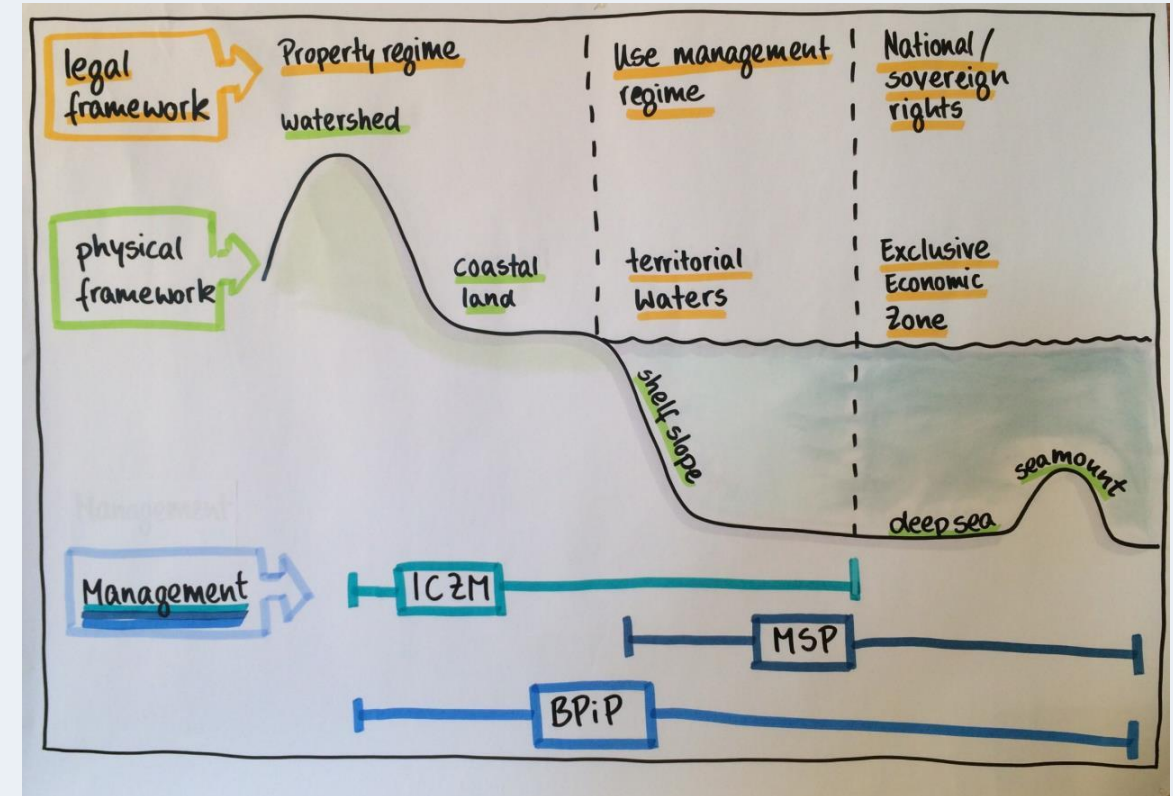 legal
framework
Property regime
watershed
Use management
regime
National/
sovereign
rights
physical
framework
coastal
land
territorial
Waters
Exclusive
Economic
Zone
shelf slope
seamount
deep sea
Management
Management
ICZM
MSP
BPiP